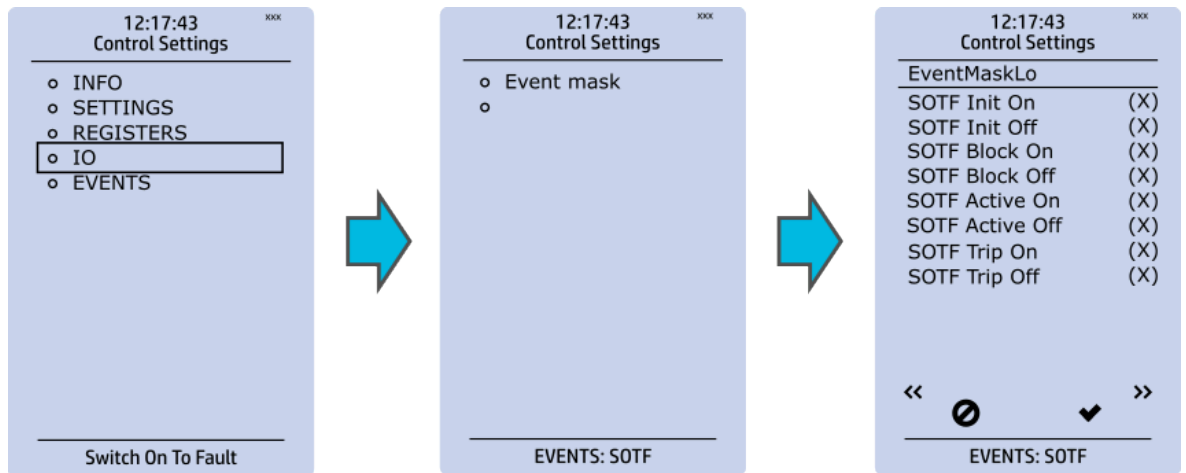 12:17:43 xxx
Control Settings
INFO
SETTINGS
REGISTERS
IO
EVENTS
Switch On To Fault
12:17:43 xxx
Control Settings
Event mask
EVENTS: SOTF
12:17:43 xxx
Control Settings
EventMaskLo
SOTF Init On (X)
SOTF Init Off (X)
SOTF Block On (X)
SOTF Block Off (X)
SOTF Active On (X)
SOTF Active Off (X)
SOTF Trip On (X)
SOTF Trip Off (X)
« »
EVENTS: SOTF